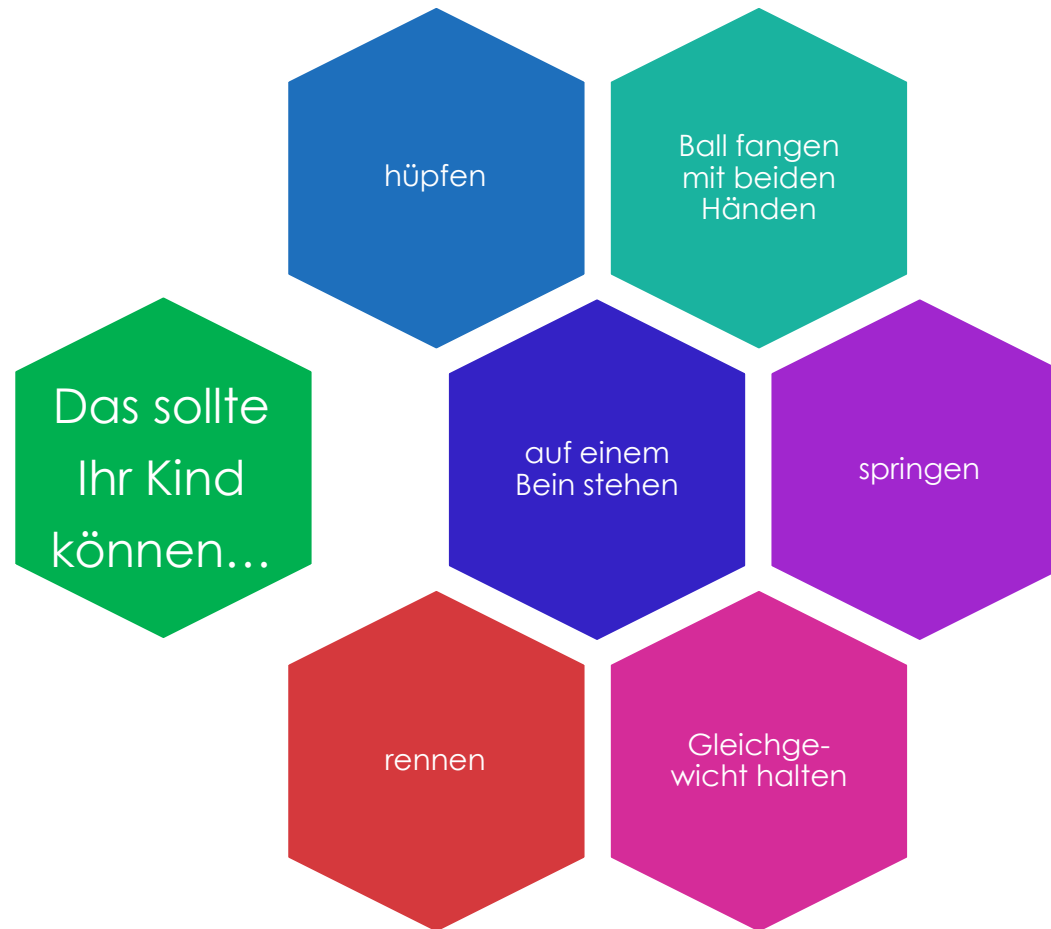 hüpfen
Ball fangen
mit beiden
Händen
Das sollte
Ihr Kind
können…
auf einem
Bein stehen
springen
rennen
Gleichge-
wicht halten